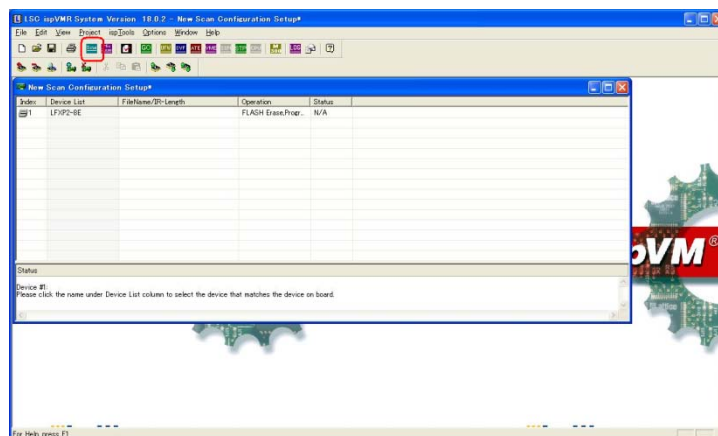 LSC ispVMR System Version 18.0.2 - New Scan Configuration Setup*
File Edit View Project ispTools Options Window Help
New Scan Configuration Setup*
Index Device List FileName/IR-Length Operation Status
1 LFXP2-8E FLASH Erase,Progr... N/A
Status
Device #1:
Please click the name under Device List column to select the device that matches the device on board.
pVM®
For Help press F1